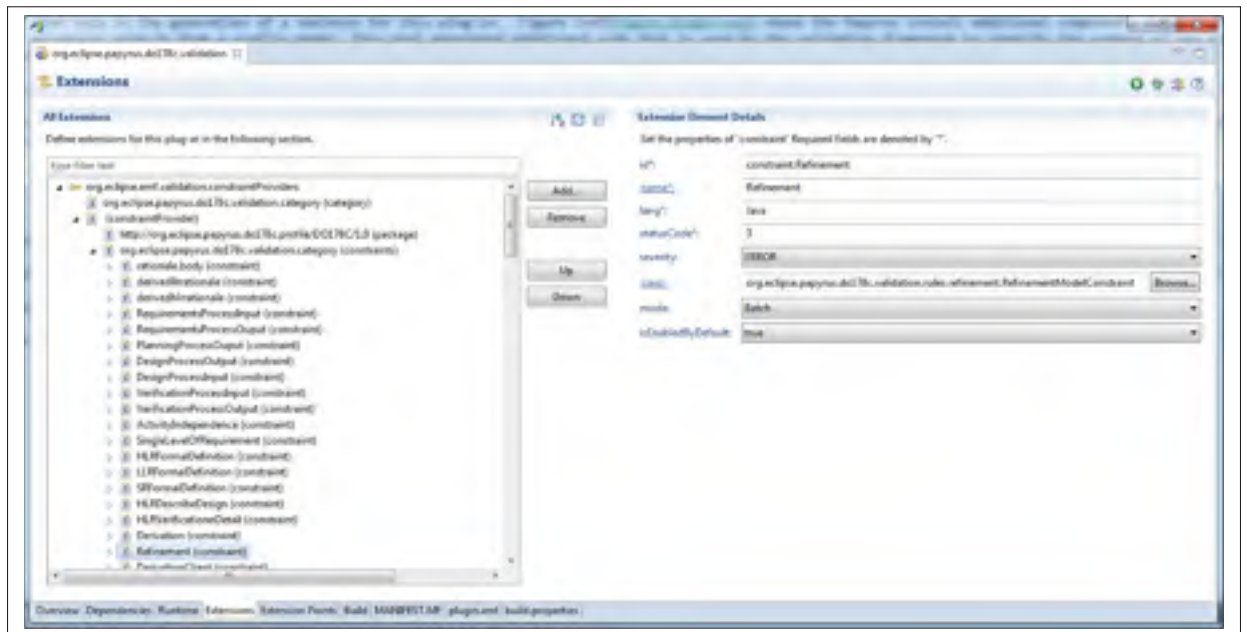 org.eclipse.papyrus.do178c.validation
Extensions
All Extensions
Define extensions for this plug-in in the following section.
type filter text
org.eclipse.emf.validation.constraintProviders
org.eclipse.papyrus.do178c.validation.category (category)
(constraintProvider)
http://org.eclipse.papyrus.do178c.profile/DO178C/1.0 (package)
org.eclipse.papyrus.do178c.validation.category (constraints)
rationale.body (constraint)
(constraint)
(constraint)
RequirementsProcessInput (constraint)
RequirementsProcessOuput (constraint)
PlanningProcessOuput (constraint)
DesignProcessOutput (constraint)
DesignProcessInput (constraint)
VerificationProcessInput (constraint)
VerificationProcessOutput (constraint)
ActivityIndependence (constraint)
SingleLevelOfRequirement (constraint)
HLRFormalDefinition (constraint)
LLRFormalDefinition (constraint)
SRFormalDefinition (constraint)
HLRDescribeDesign (constraint)
(constraint)
Derivation (constraint)
Refinement (constraint)
(constraint)
Add...
Remove
Up
Down
Extension Element Details
Set the properties of 'constraint' Required fields are denoted by '*'.
id*: constraint.Refinement
name*: Refinement
lang*: Java
statusCode*: 3
severity: ERROR
class: org.eclipse.papyrus.do178c.validation.rules.refinement.RefinementModelConstraint Browse...
mode: Batch
isEnabledByDefault: true
Overview Dependencies Runtime Extensions Extension Points Build MANIFEST.MF plugin.xml build.properties